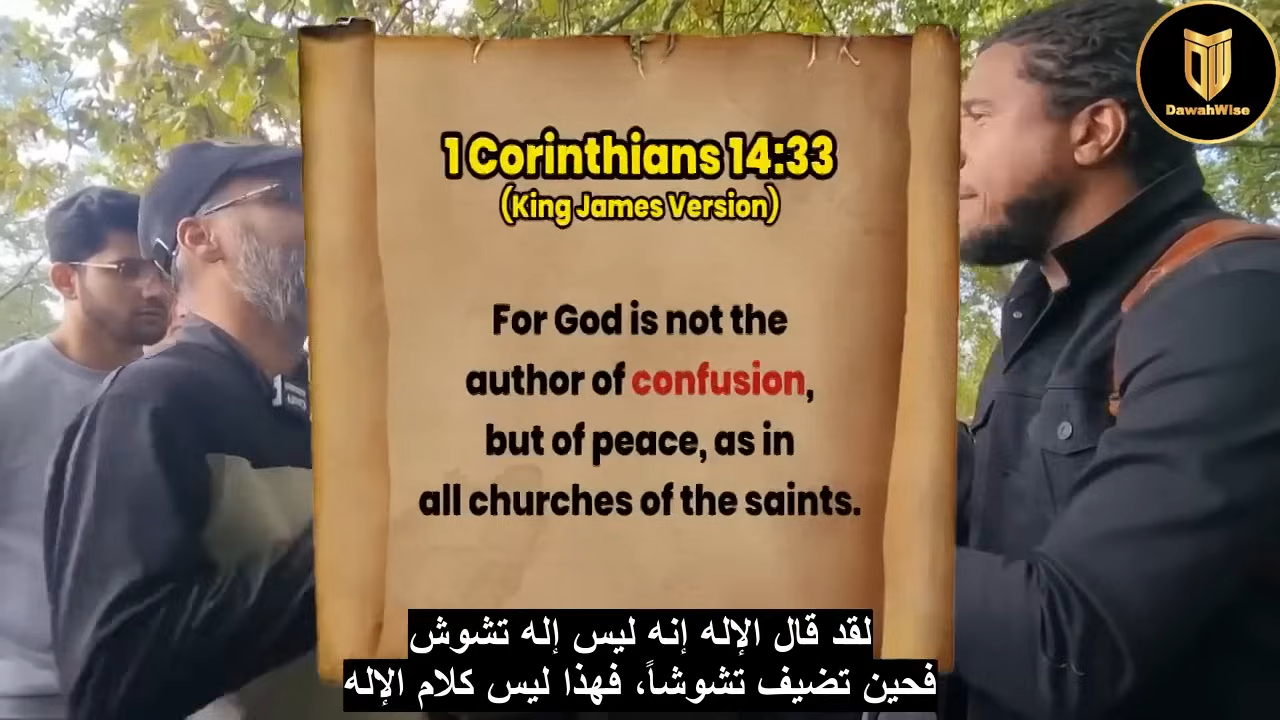 DawahWise
1 Corinthians 14:33
(King James Version)
For God is not the
author of confusion,
but of peace, as in
all churches of the saints.
لقد قال الإله إنه ليس إله تشوش
فحين تضيف تشوشاً، فهذا ليس كلام الإله